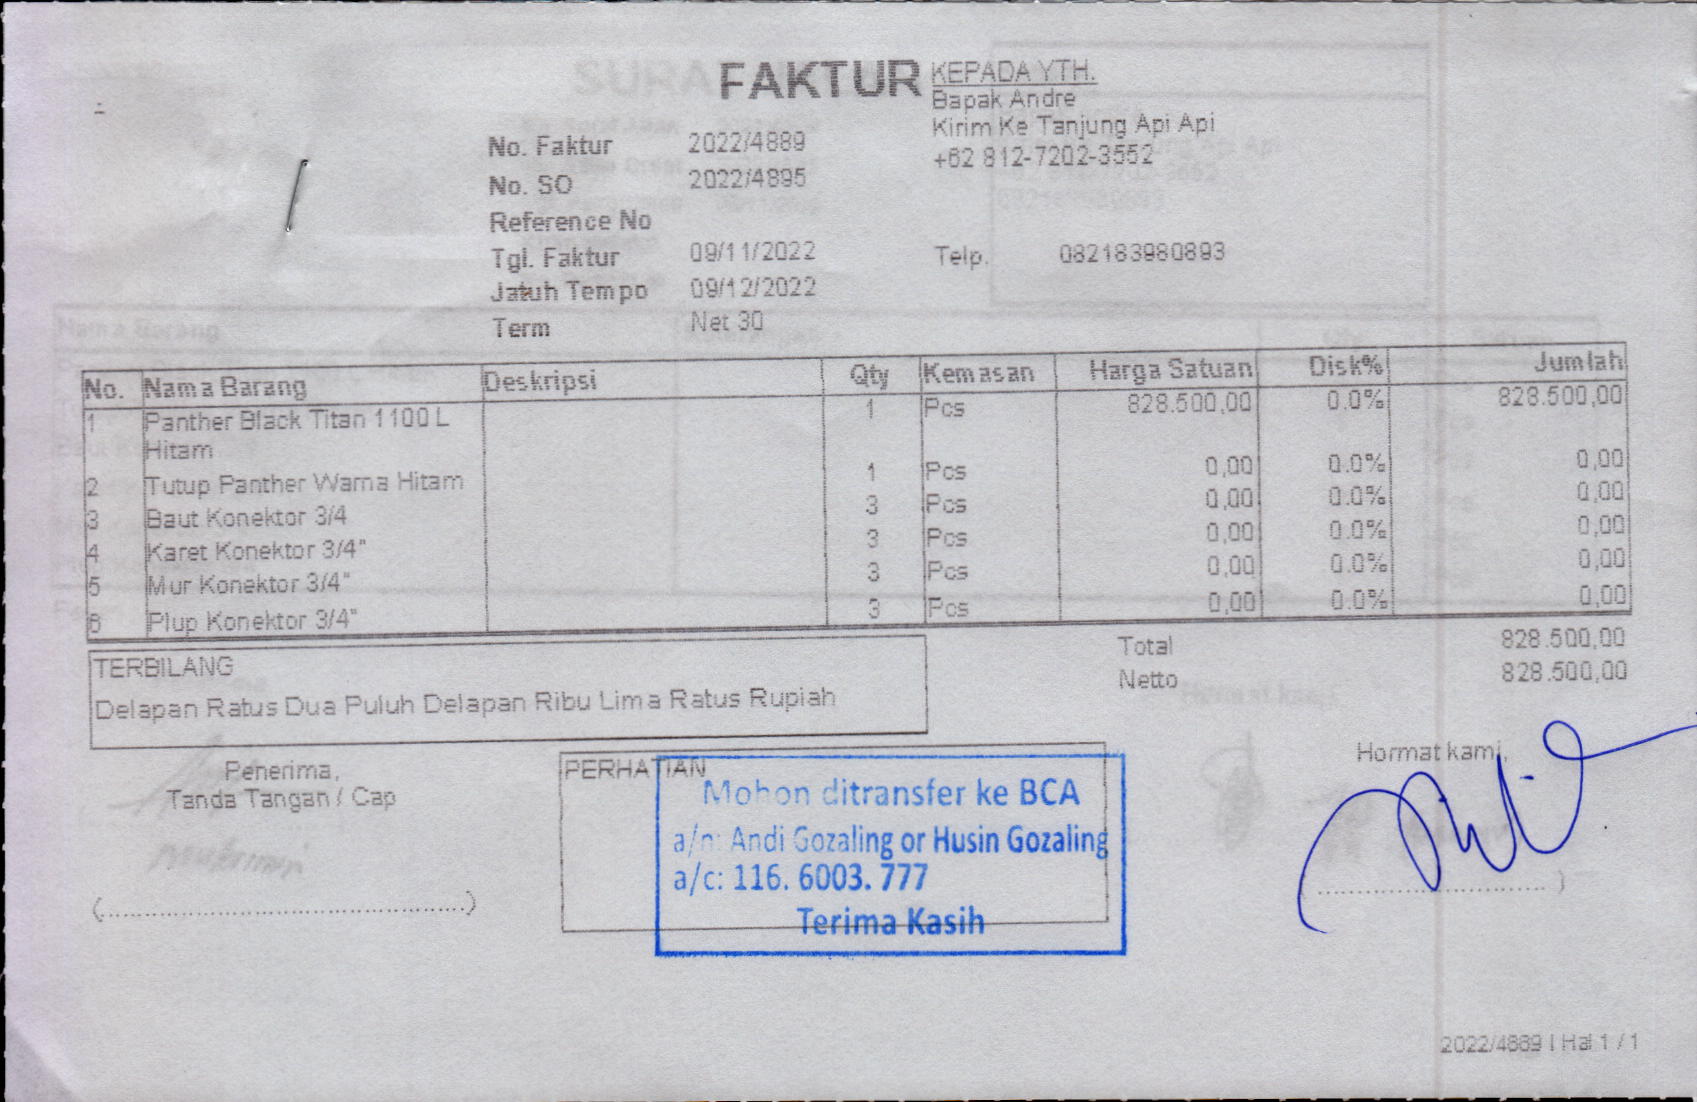 FAKTUR
KEPADA YTH.
Bapak Andre
Kirim Ke Tanjung Api Api
+62 812-7202-3552
No. Faktur 2022/4889
No. SO 2022/4895
Reference No
Tgl. Faktur 09/11/2022
Telp. 082183980893
Jatuh Tempo 09/12/2022
Term Net 30
No. Nama Barang Deskripsi Qty Kemasan Harga Satuan Disk% Jumlah
1 Panther Black Titan 1100 L 1 Pcs 828.500,00 0.0% 828.500,00
Hitam
2 Tutup Panther Warna Hitam 1 Pcs 0,00 0.0% 0,00
3 Baut Konektor 3/4 3 Pcs 0,00 0.0% 0,00
4 Karet Konektor 3/4" 3 Pcs 0,00 0.0% 0,00
5 Mur Konektor 3/4" 3 Pcs 0,00 0.0% 0,00
6 Plup Konektor 3/4" 3 Pcs 0,00 0.0% 0,00
Total 828.500,00
Netto 828.500,00
TERBILANG
Delapan Ratus Dua Puluh Delapan Ribu Lima Ratus Rupiah
Penerima,
Tanda Tangan / Cap
(..............................................)
PERHATIAN
Mohon ditransfer ke BCA
a/n: Andi Gozaling or Husin Gozaling
a/c: 116. 6003. 777
Terima Kasih
Hormat kami,
2022/4889 | Hal 1 / 1